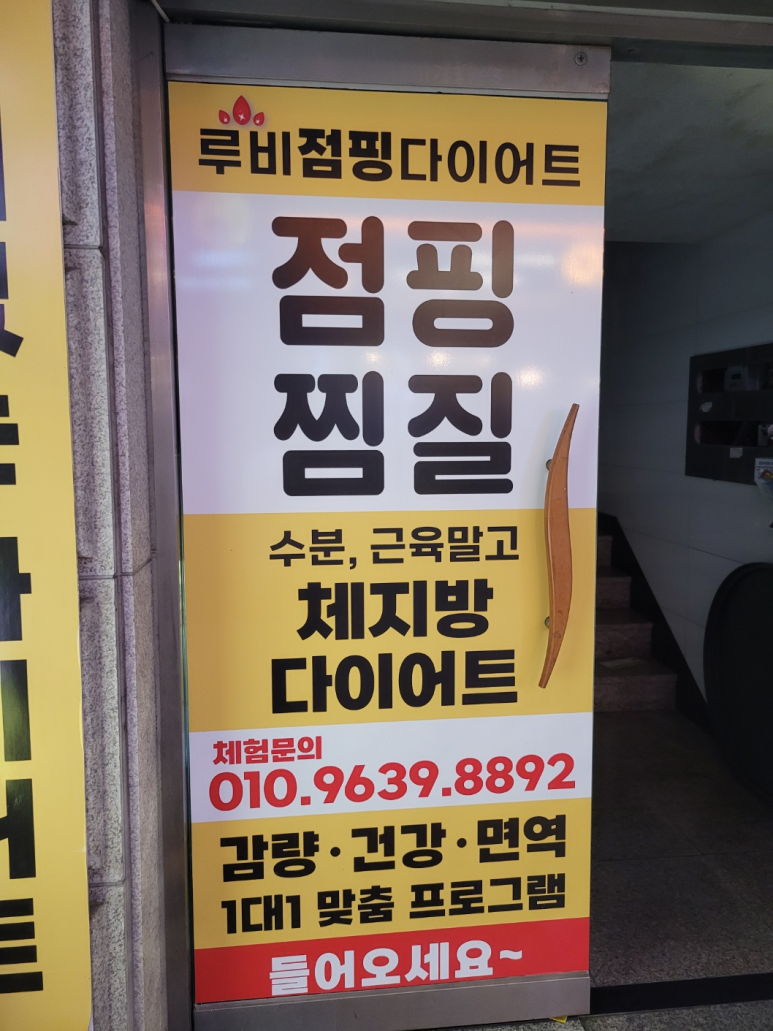 루비점핑다이어트
점핑
찜질
수분, 근육말고
체지방
다이어트
체험문의
010.9639.8892
감량·건강·면역
1대1 맞춤 프로그램
들어오세요~